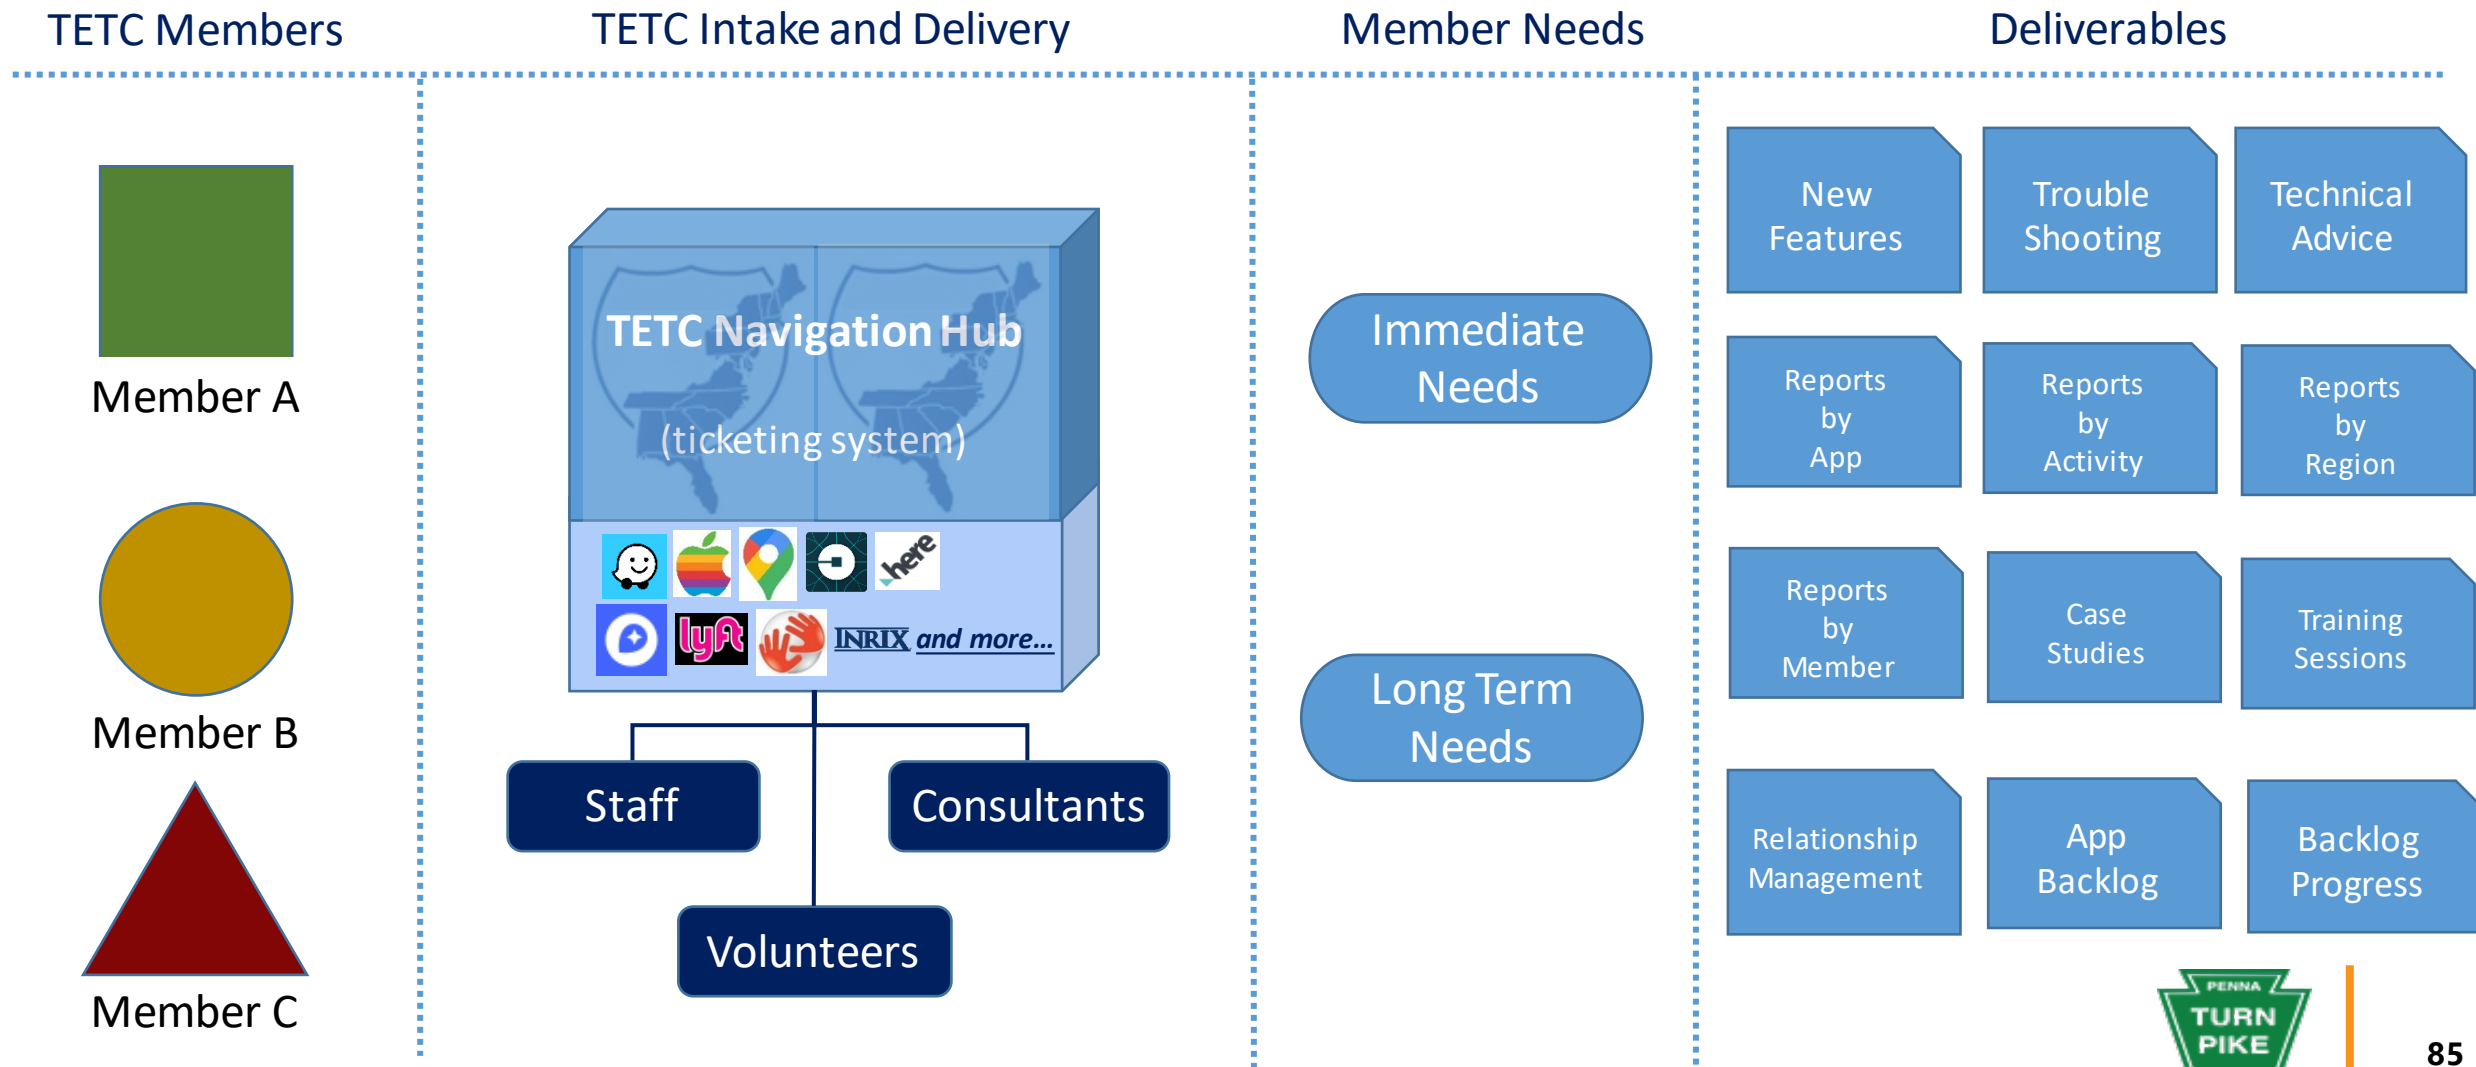 TETC Members
TETC Intake and Delivery
Member Needs
Deliverables
Member A
Member B
Member C
TETC Navigation Hub
(ticketing system)
here
lyft
INRIX and more...
Staff
Consultants
Volunteers
Immediate
Needs
Long Term
Needs
New
Features
Trouble
Shooting
Technical
Advice
Reports
by
App
Reports
by
Activity
Reports
by
Region
Reports
by
Member
Case
Studies
Training
Sessions
Relationship
Management
App
Backlog
Backlog
Progress
PENNA
TURN
PIKE
85